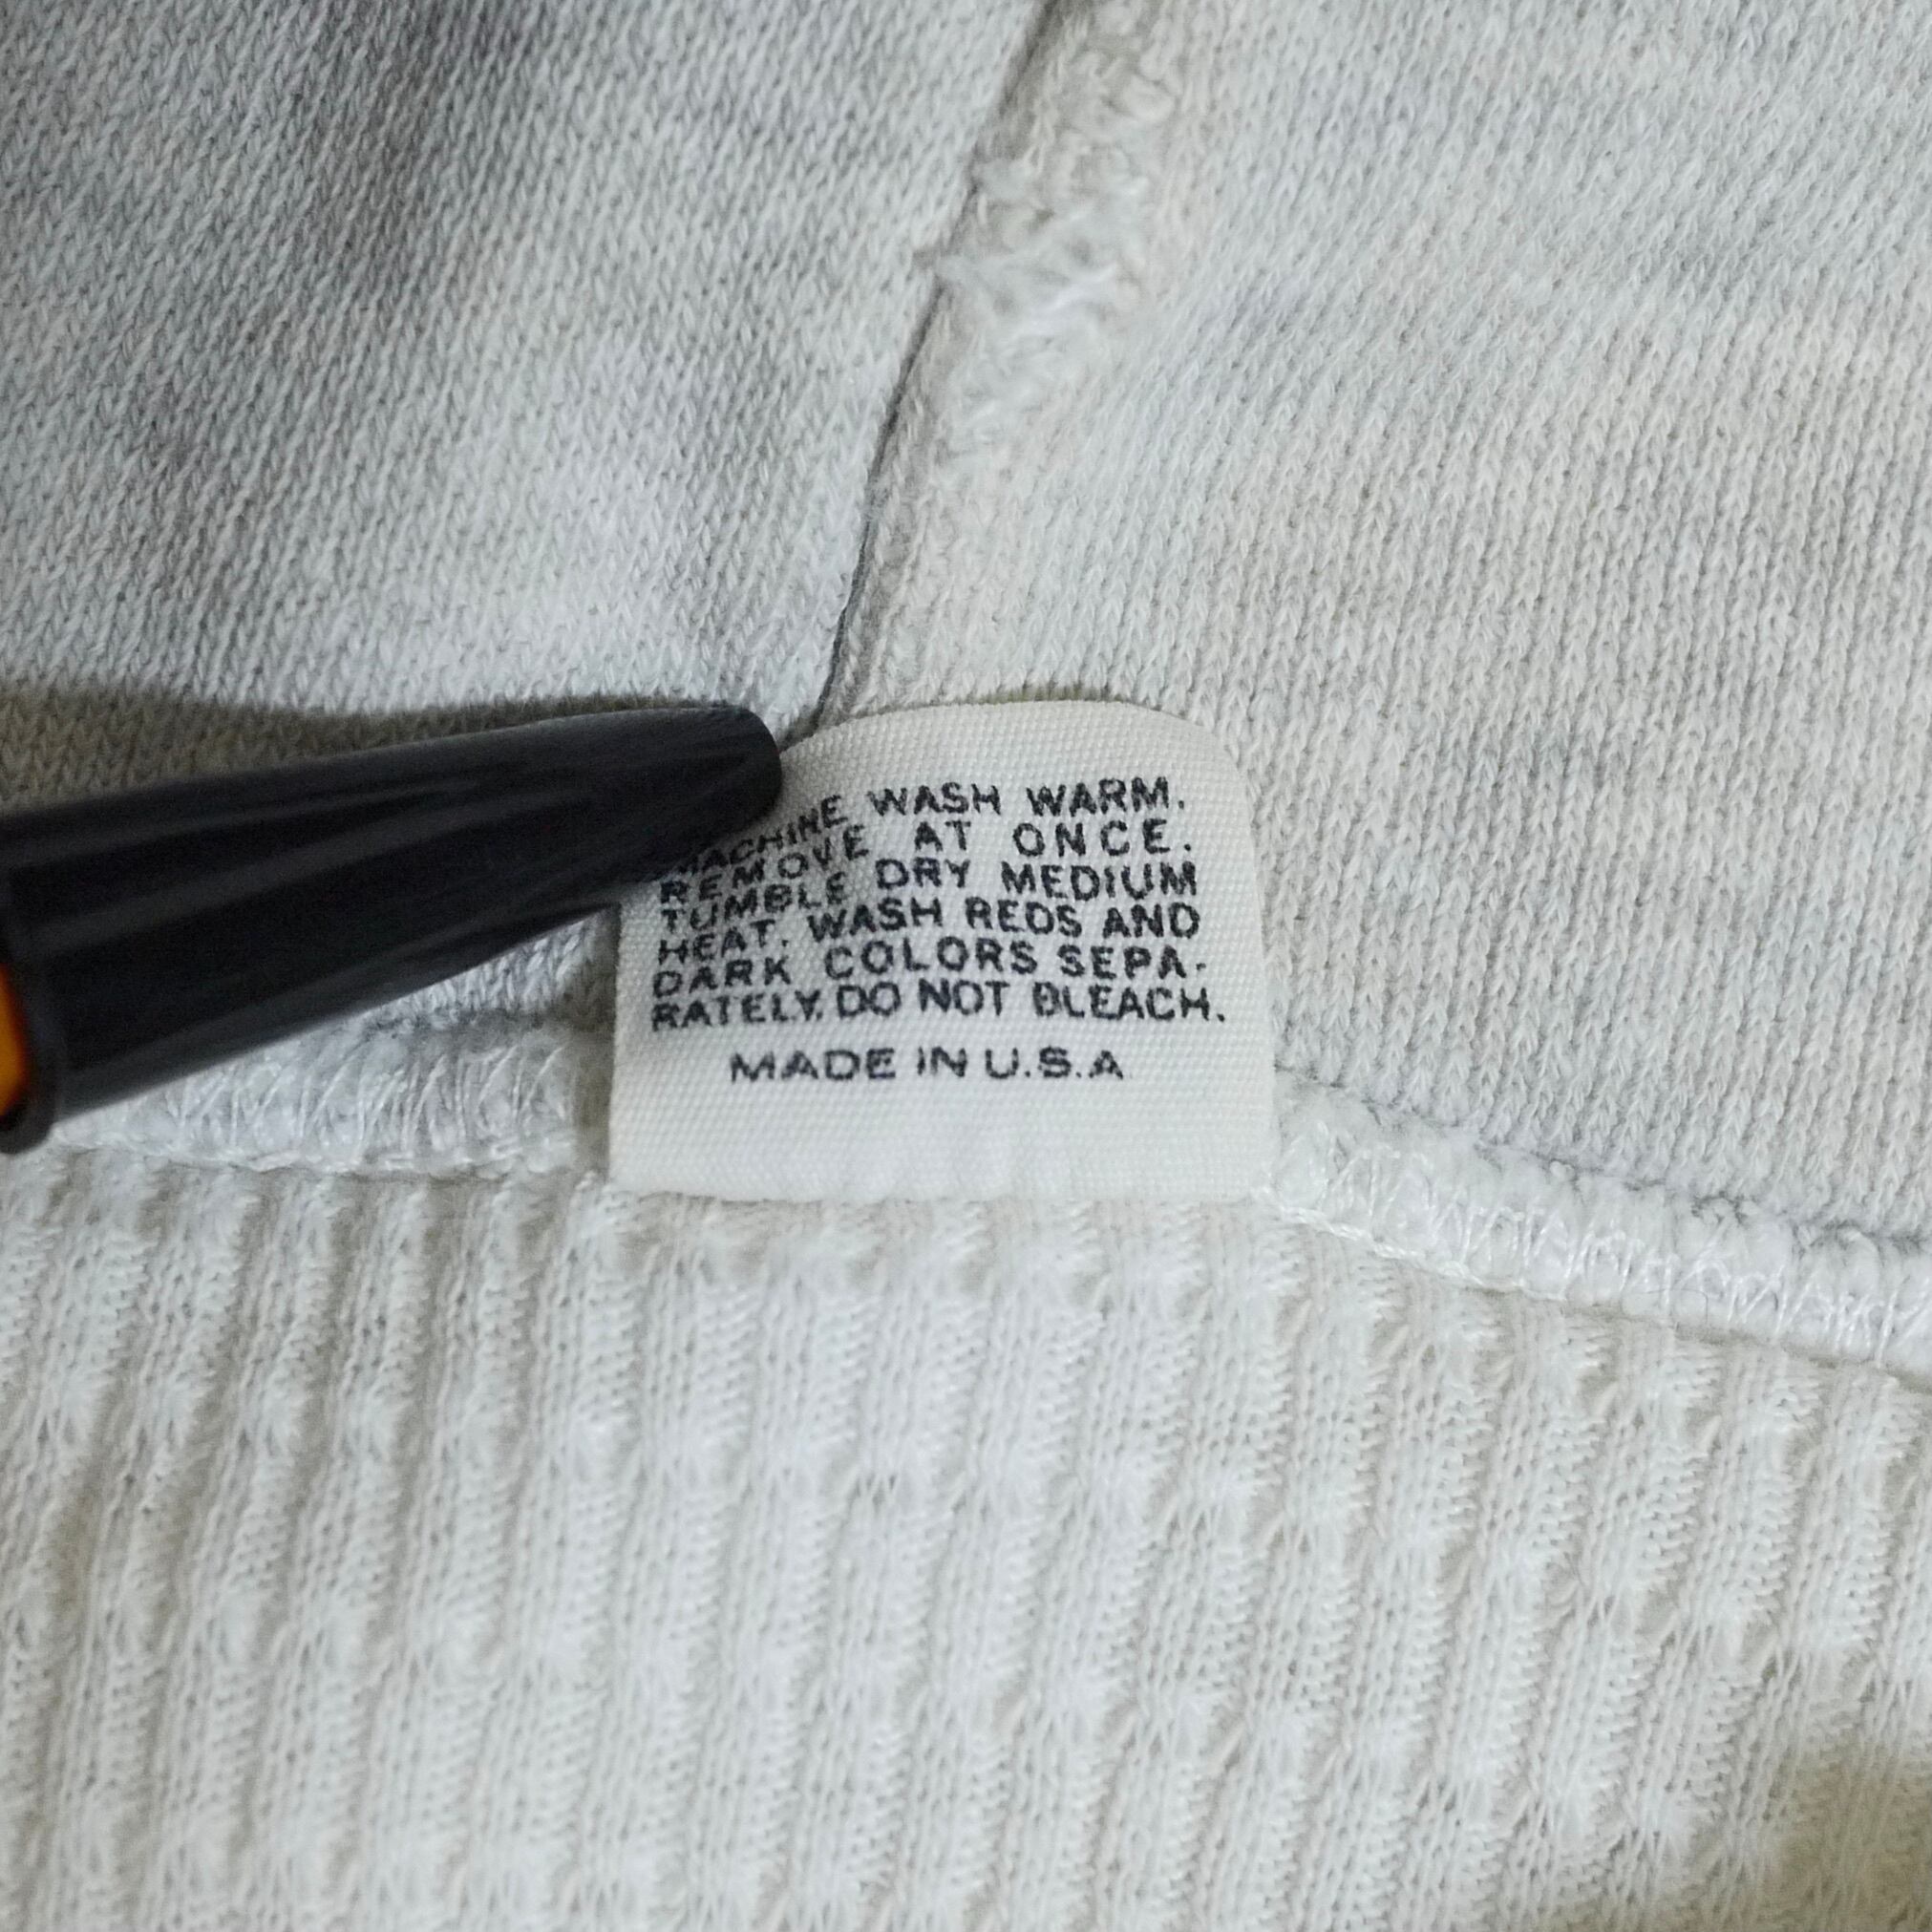 MACHINE WASH WARM.
REMOVE AT ONCE.
TUMBLE DRY MEDIUM
HEAT. WASH REDS AND
DARK COLORS SEPA-
RATELY. DO NOT BLEACH.
MADE IN U.S.A